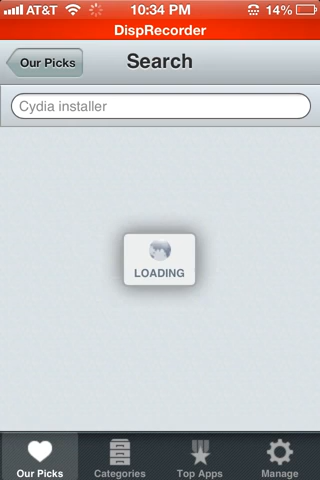 AT&T 10:34 PM 14%
DispRecorder
Our Picks Search
Cydia installer
LOADING
Our Picks Categories Top Apps Manage